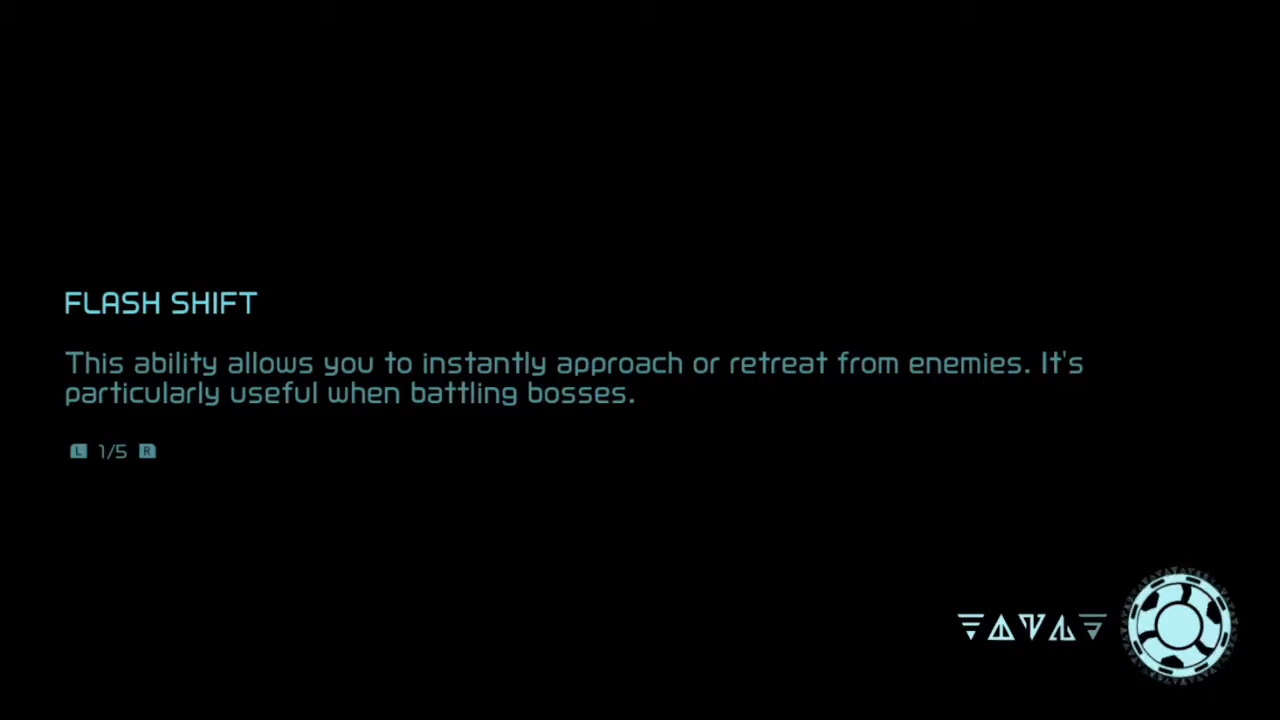 FLASH SHIFT
This ability allows you to instantly approach or retreat from enemies. It's
particularly useful when battling bosses.
L 1/5 R